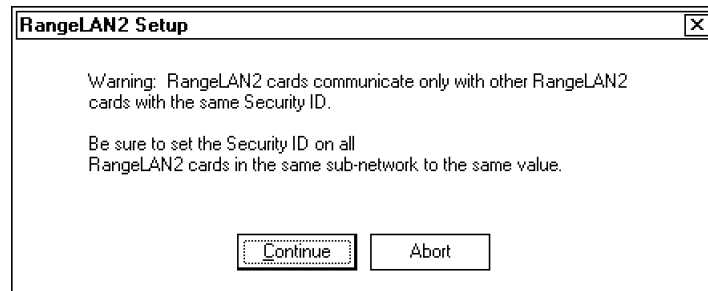 RangeLAN2 Setup
Warning: RangeLAN2 cards communicate only with other RangeLAN2
cards with the same Security ID.
Be sure to set the Security ID on all
RangeLAN2 cards in the same sub-network to the same value.
Continue Abort